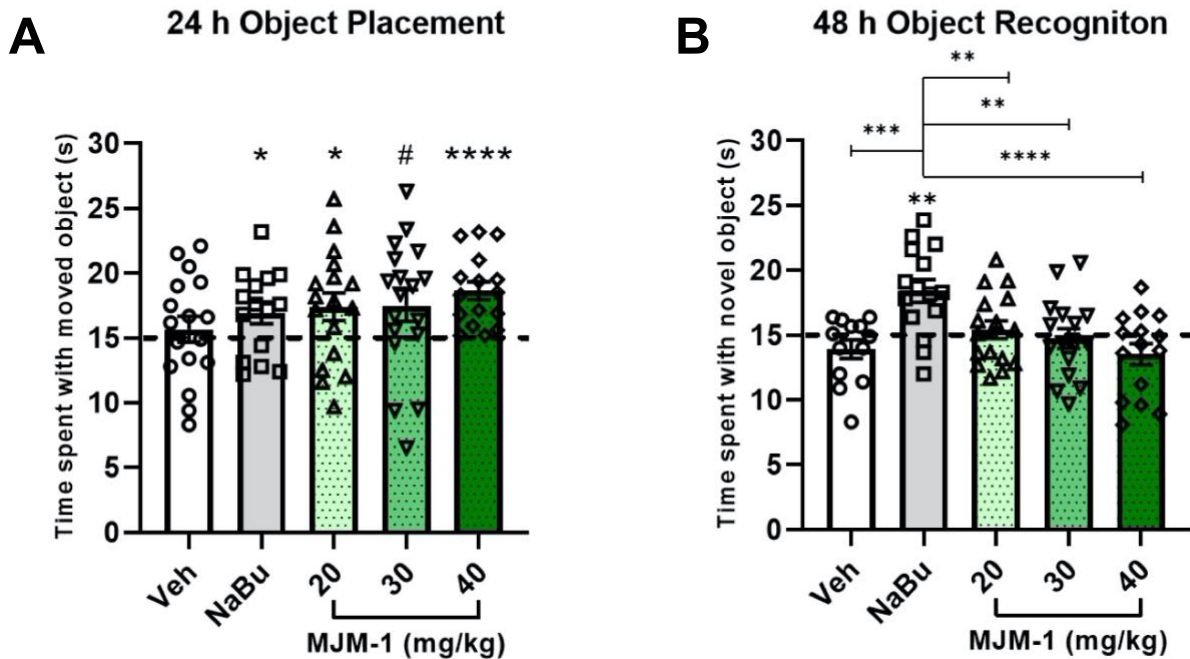 A
24 h Object Placement
Time spent with moved object (s)
30
25
20
15
10
5
0
*
*
#
****
Veh
NaBu
20
30
40
MJM-1 (mg/kg)
B
48 h Object Recogniton
Time spent with novel object (s)
30
25
20
15
10
5
0
**
**
***
****
**
Veh
NaBu
20
30
40
MJM-1 (mg/kg)